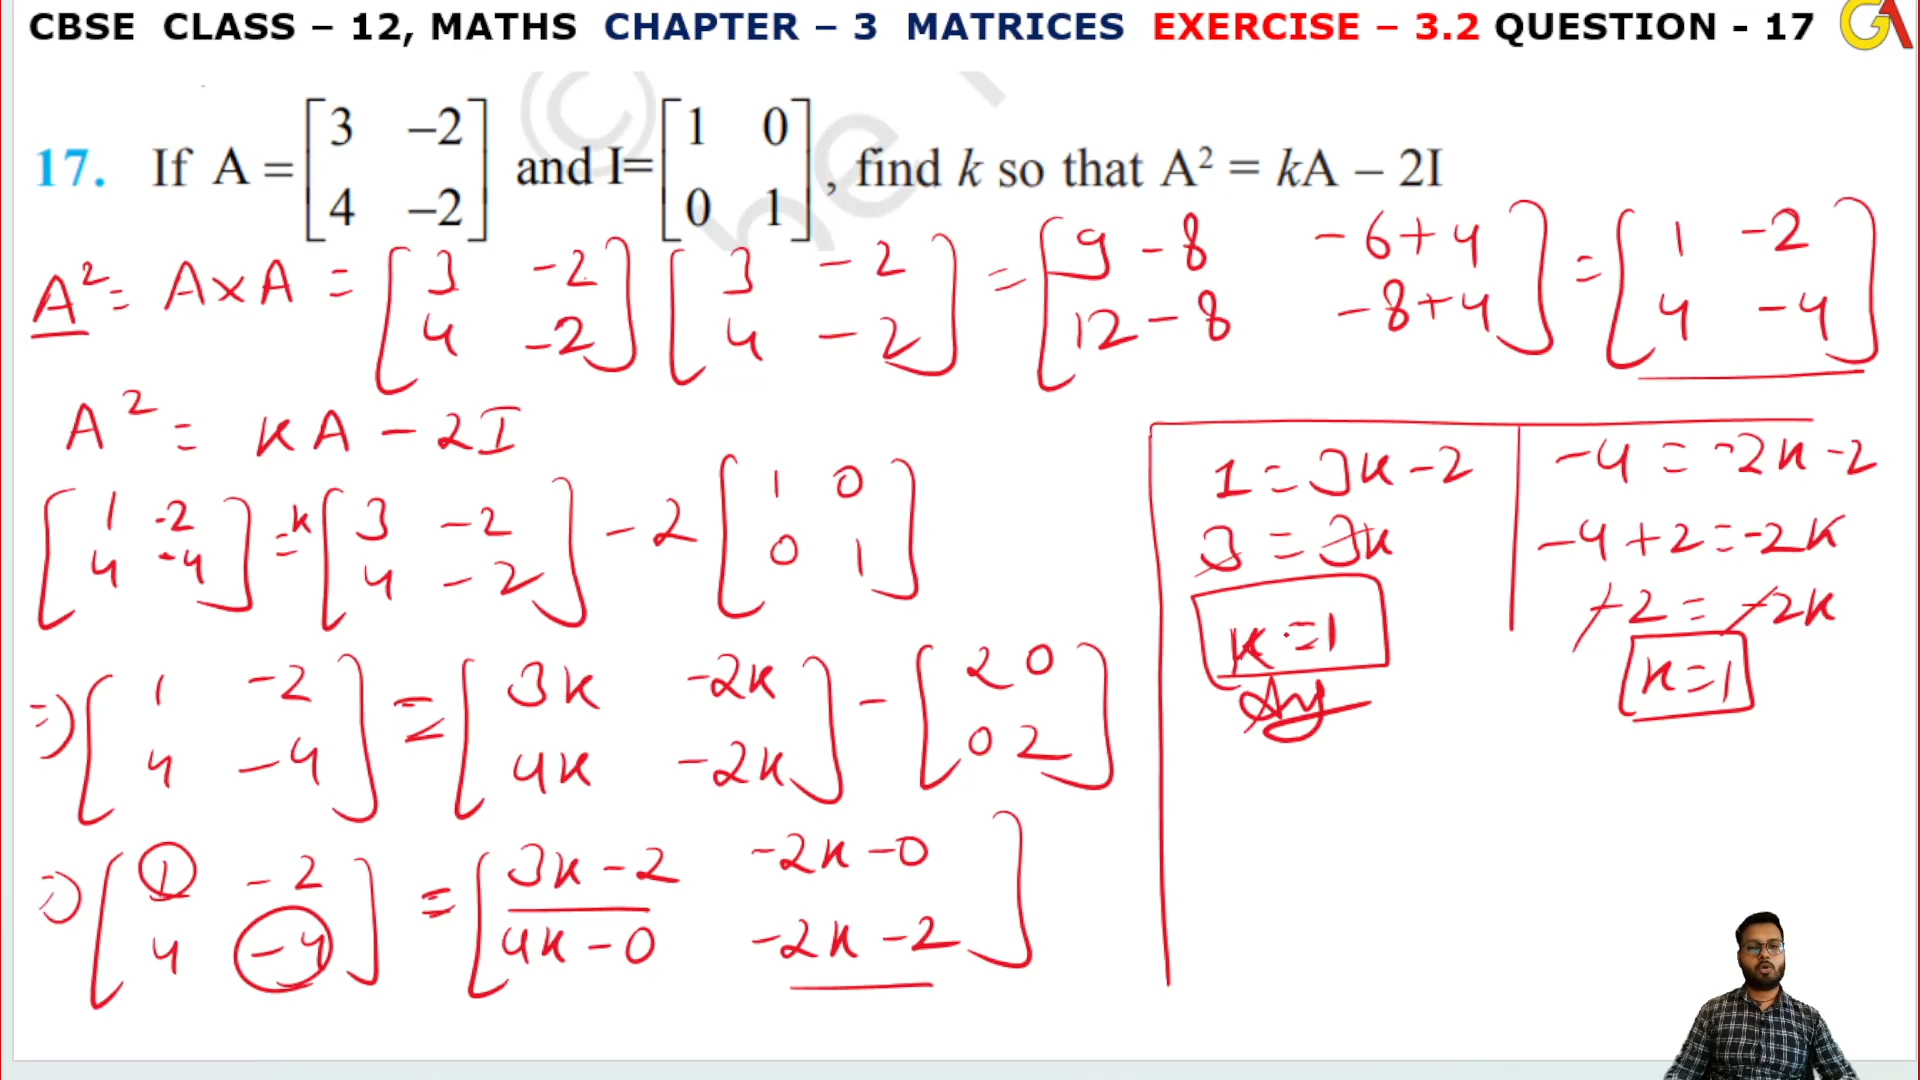 CBSE CLASS – 12, MATHS CHAPTER – 3 MATRICES EXERCISE – 3.2 QUESTION - 17 GA
17. If A = [3 –2; 4 –2] and I= [1 0; 0 1], find k so that A² = kA – 2I
A² = A x A = [3 -2; 4 -2] [3 -2; 4 -2] = [9 - 8 -6+4; 12 - 8 -8+4] = [1 -2; 4 -4]
A² = KA - 2I
[1 -2; 4 -4] = k [3 -2; 4 -2] - 2 [1 0; 0 1]
=) [1 -2; 4 -4] = [3K -2K; 4K -2K] - [2 0; 0 2]
=) [1 -2; 4 -4] = [3K - 2 -2K - 0; 4K - 0 -2K - 2]
1 = 3K - 2
3 = 3K
K = 1
Ans
-4 = -2K - 2
-4 + 2 = -2K
-2 = -2K
K = 1